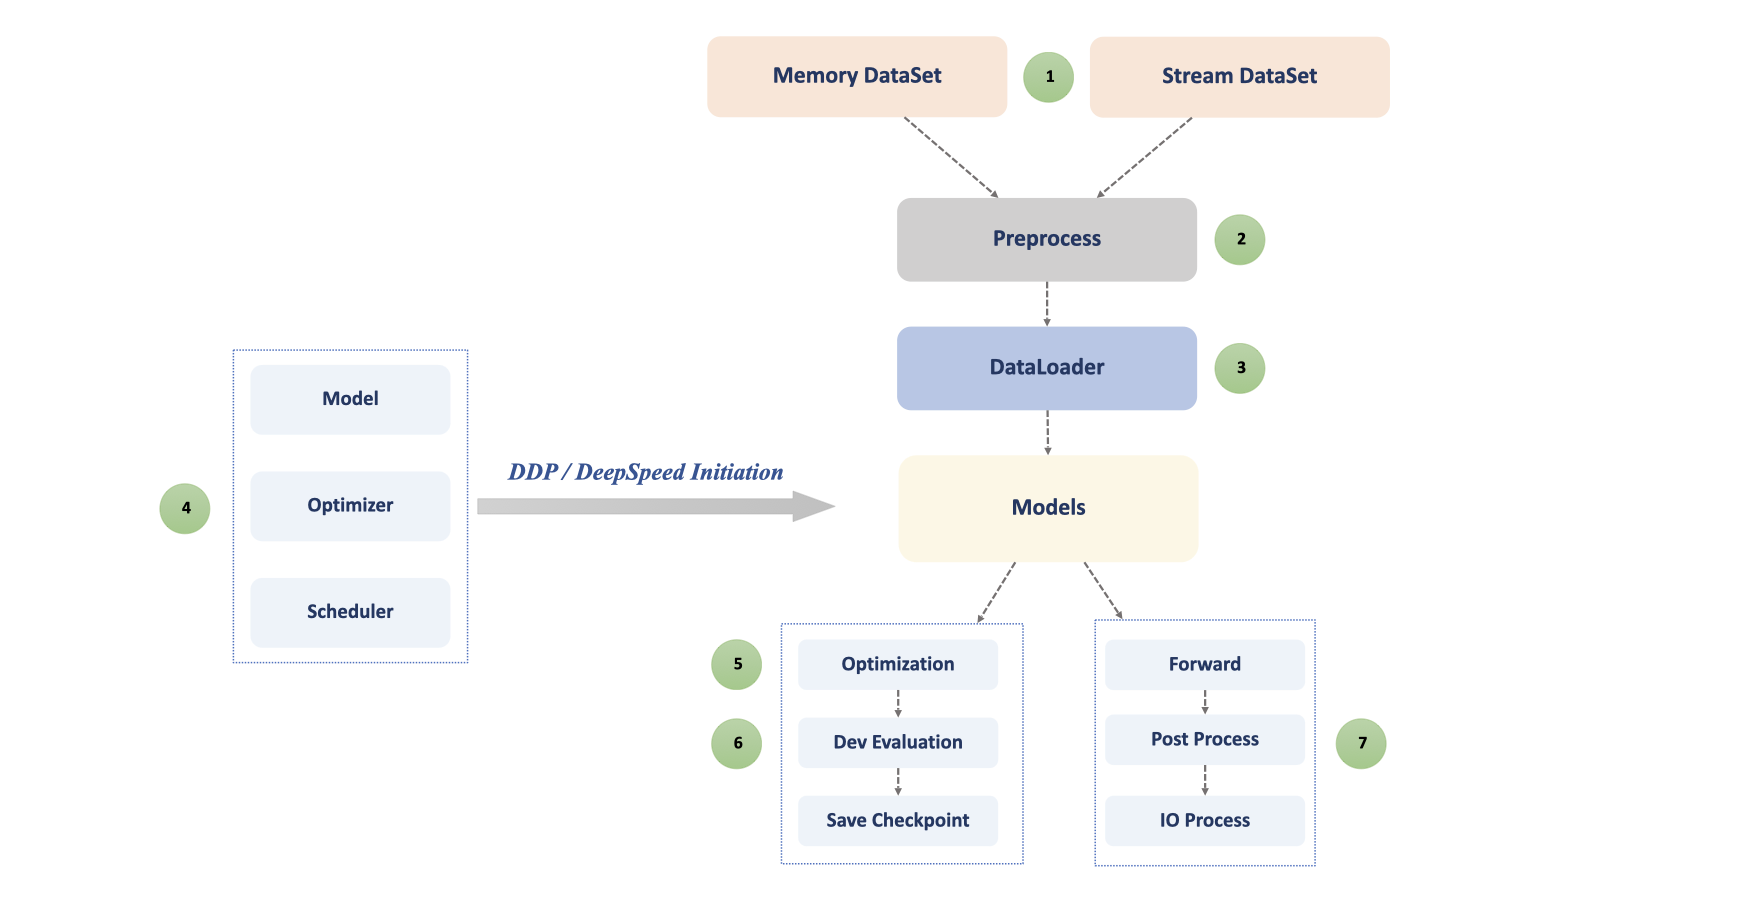 Memory DataSet
1
Stream DataSet
Preprocess
2
DataLoader
3
Model
Optimizer
Scheduler
4
DDP / DeepSpeed Initiation
Models
5
Optimization
6
Dev Evaluation
Save Checkpoint
Forward
Post Process
7
IO Process